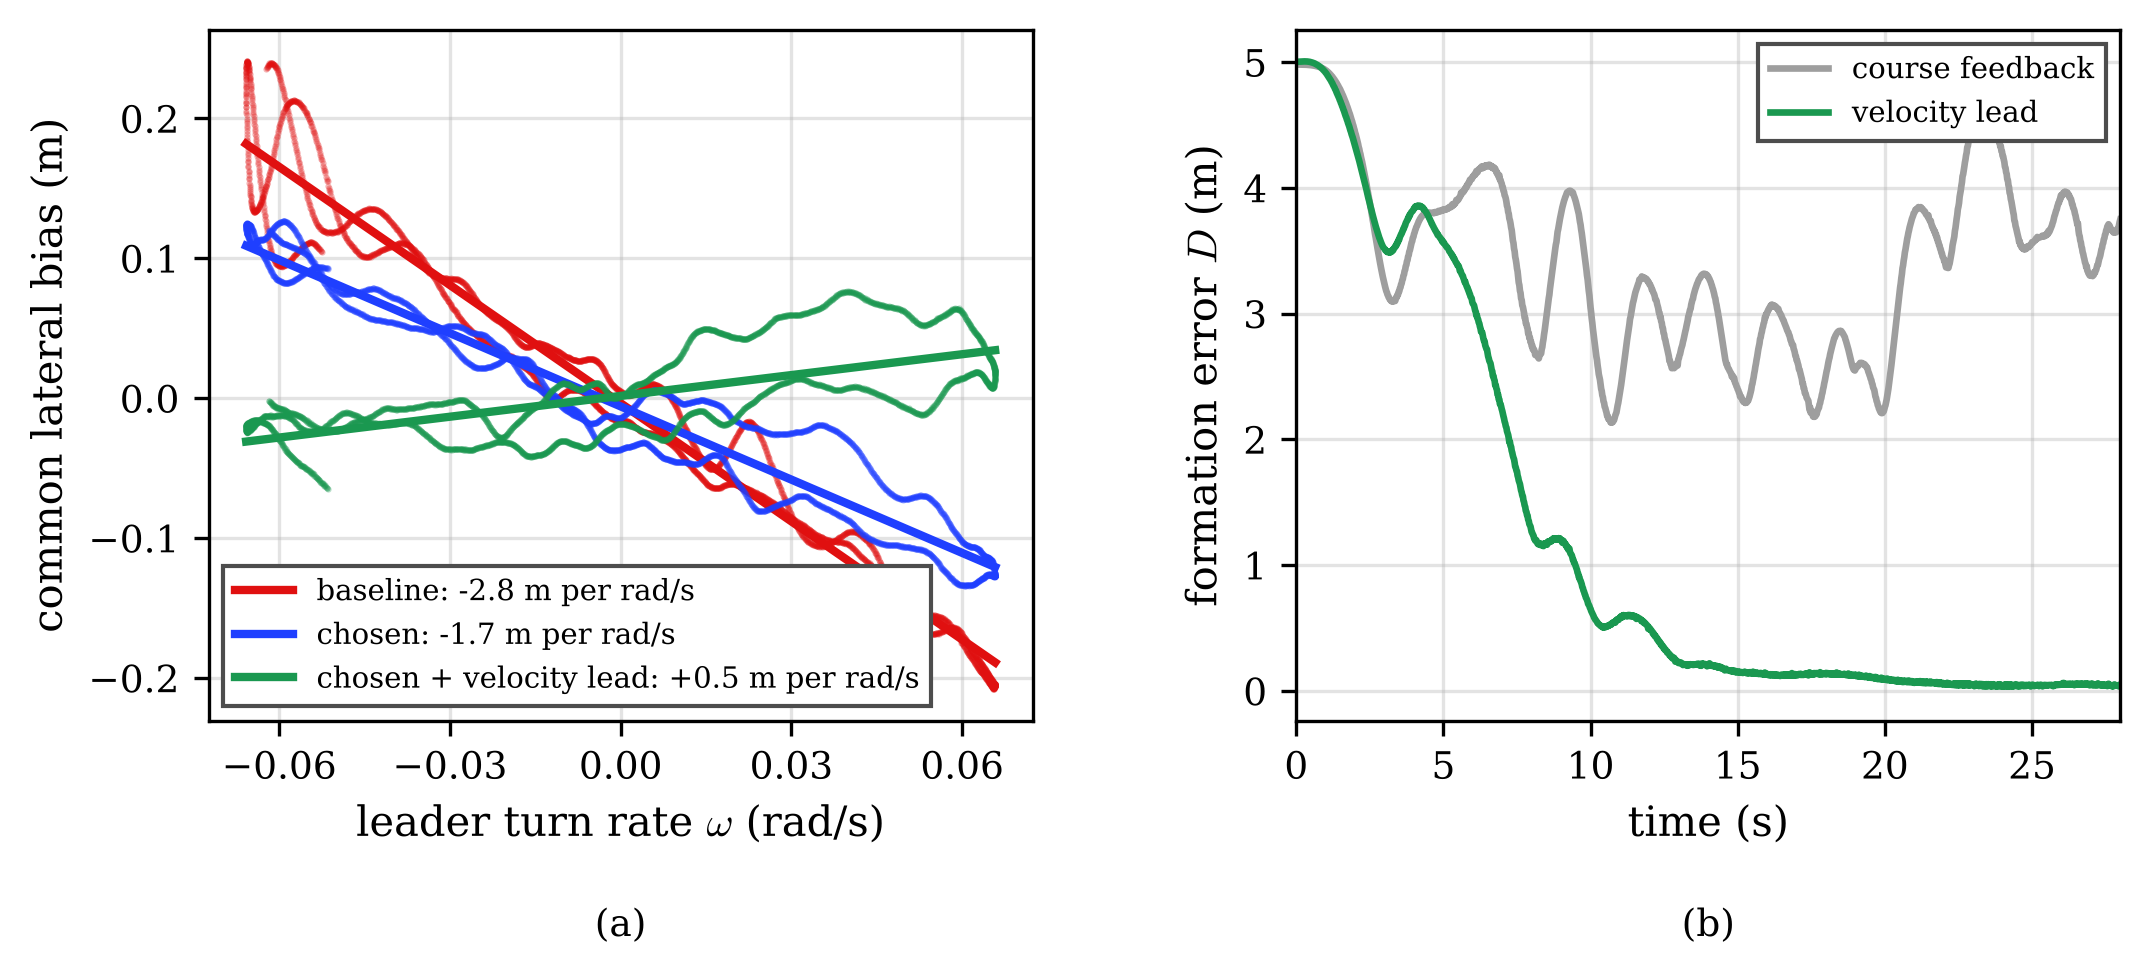 common lateral bias (m)
0.2
0.1
0.0
−0.1
−0.2
baseline: -2.8 m per rad/s
chosen: -1.7 m per rad/s
chosen + velocity lead: +0.5 m per rad/s
−0.06 −0.03 0.00 0.03 0.06
leader turn rate ω (rad/s)
(a)
formation error D (m)
5
4
3
2
1
0
course feedback
velocity lead
0 5 10 15 20 25
time (s)
(b)